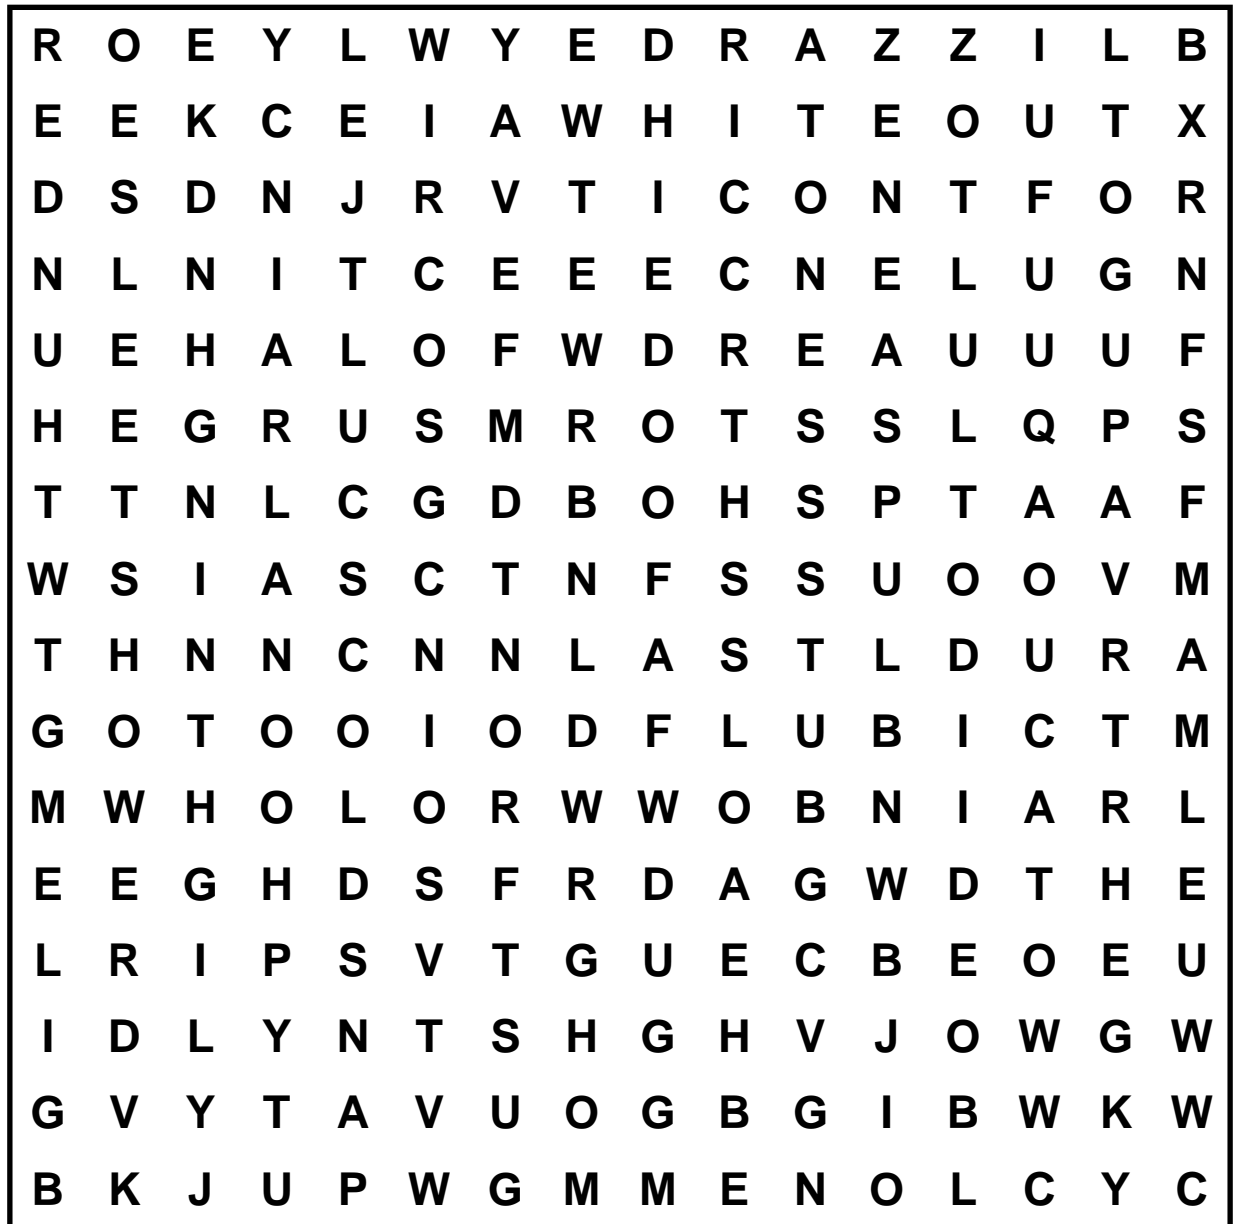 R O E Y L W Y E D R A Z Z I L B
E E K C E I A W H I T E O U T X
D S D N J R V T I C O N T F O R
N L N I T C E E E C N E L U G N
U E H A L O F W D R E A U U U F
H E G R U S M R O T S S L Q P S
T T N L C G D B O H S P T A A F
W S I A S C T N F S S U O O V M
T H N N C N N L A S T L D U R A
G O T O O I O D F L U B I C T M
M W H O L O R W W O B N I A R L
E E G H D S F R D A G W D T H E
L R I P S V T G U E C B E O E U
I D L Y N T S H G H V J O W G W
G V Y T A V U O G B G I B W K W
B K J U P W G M M E N O L C Y C